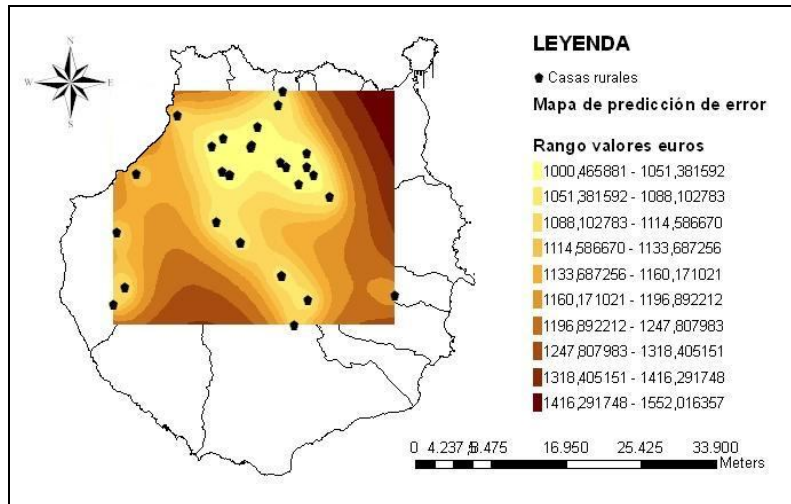 N
W E
S
LEYENDA
Casas rurales
Mapa de predicción de error
Rango valores euros
1000,465881 - 1051,381592
1051,381592 - 1088,102783
1088,102783 - 1114,586670
1114,586670 - 1133,687256
1133,687256 - 1160,171021
1160,171021 - 1196,892212
1196,892212 - 1247,807983
1247,807983 - 1318,405151
1318,405151 - 1416,291748
1416,291748 - 1552,016357
0 16.950 25.425 33.900
Meters